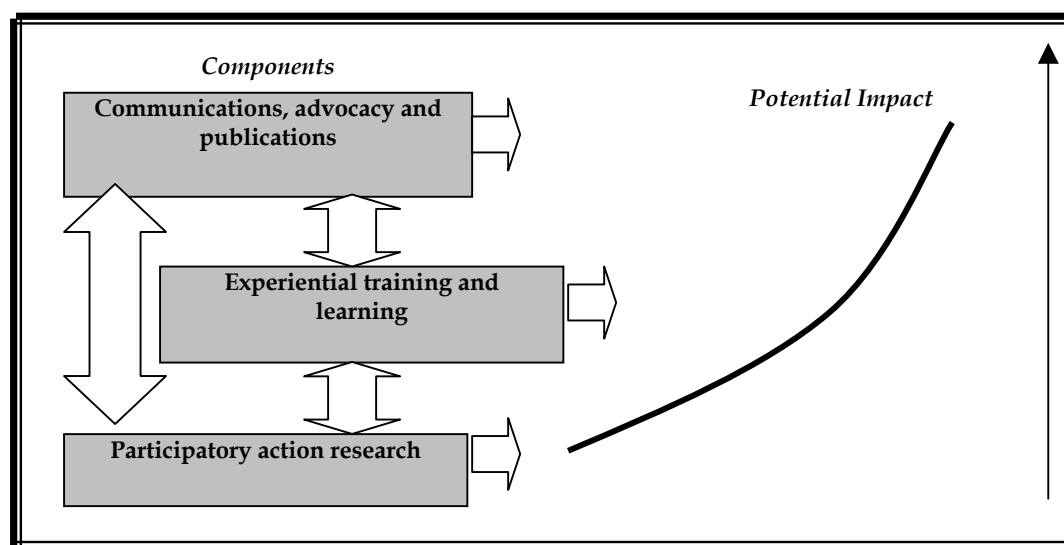 Components
Communications, advocacy and
publications
Potential Impact
Experiential training and
learning
Participatory action research